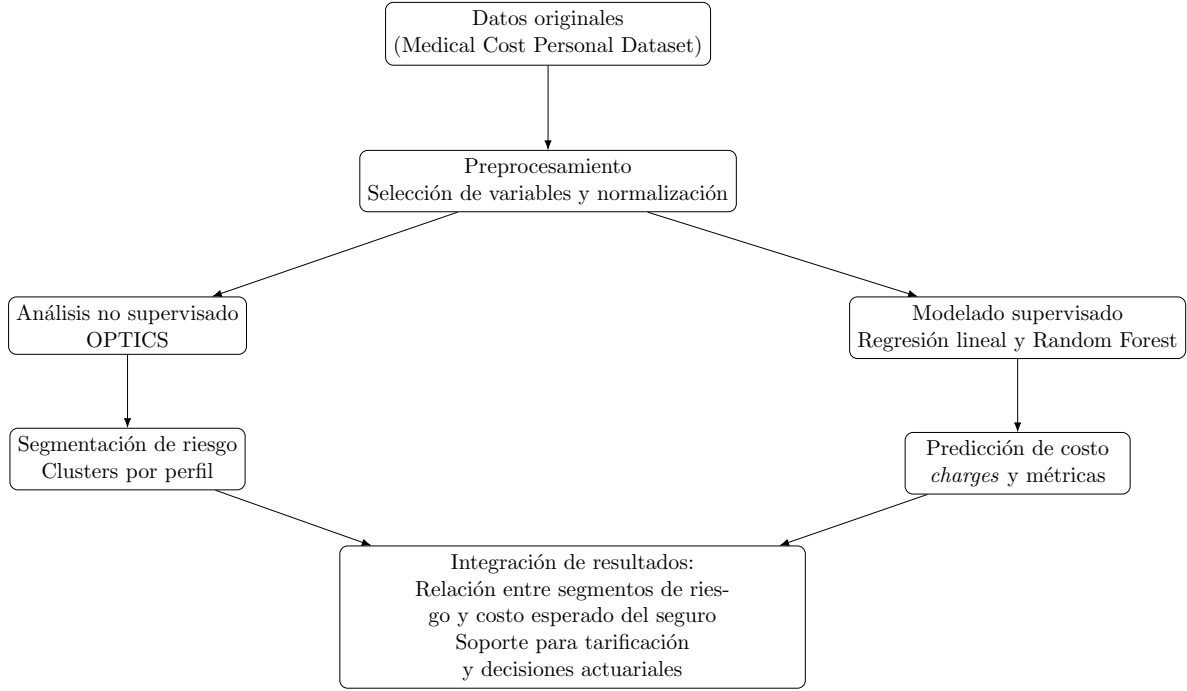 Datos originales
(Medical Cost Personal Dataset)
Preprocesamiento
Selección de variables y normalización
Análisis no supervisado
OPTICS
Modelado supervisado
Regresión lineal y Random Forest
Segmentación de riesgo
Clusters por perfil
Predicción de costo
charges y métricas
Integración de resultados:
Relación entre segmentos de ries-
go y costo esperado del seguro
Soporte para tarificación
y decisiones actuariales